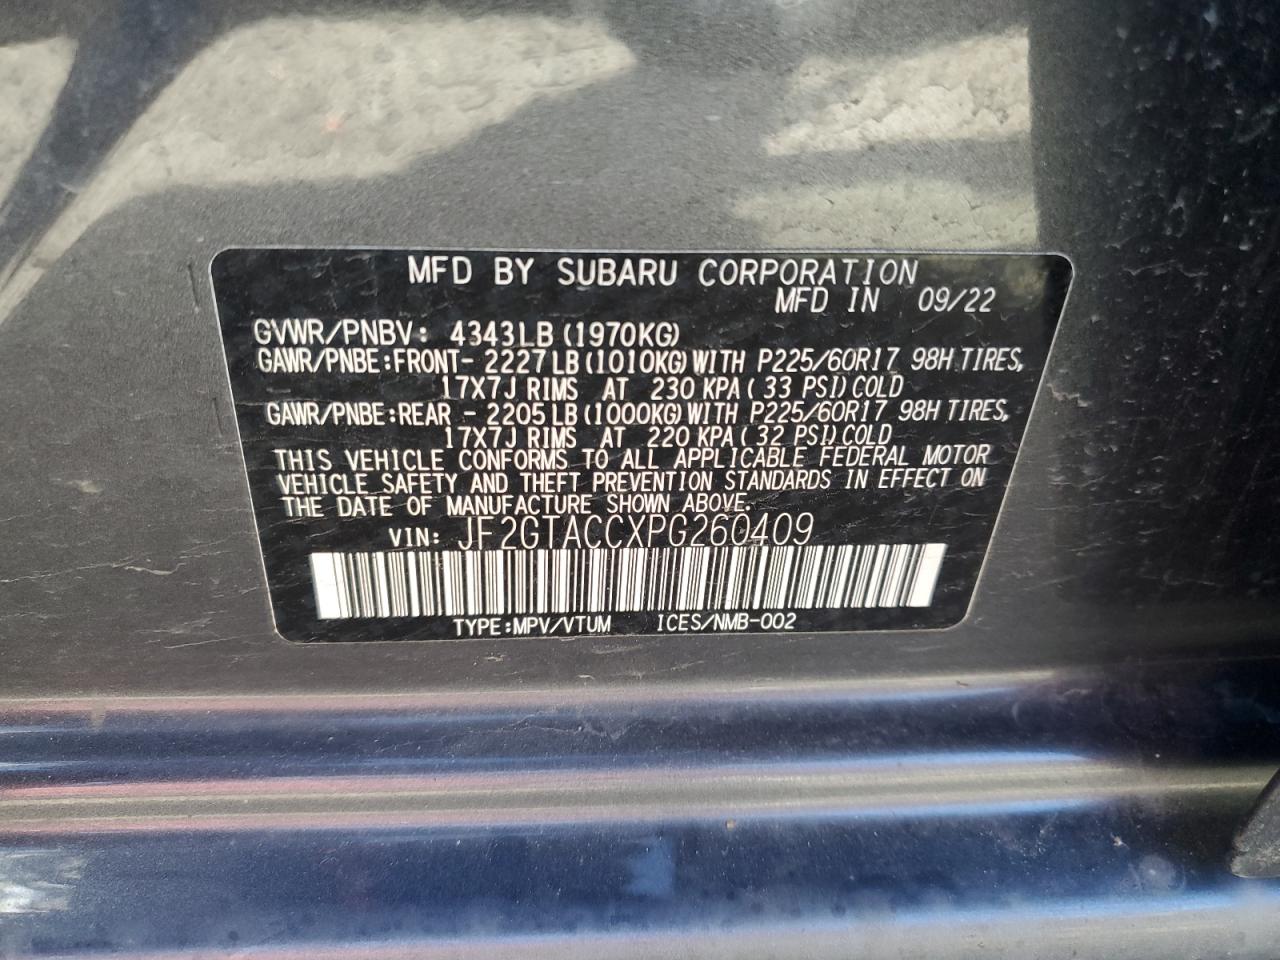 MFD BY SUBARU CORPORATION
MFD IN 09/22
GVWR/PNBV: 4343LB (1970KG)
GAWR/PNBE:FRONT- 2227LB(1010KG)WITH P225/60R17 98H TIRES,
17X7J RIMS AT 230 KPA( 33 PSI)COLD
GAWR/PNBE:REAR - 2205LB(1000KG)WITH P225/60R17 98H TIRES,
17X7J RIMS AT 220 KPA( 32 PSI)COLD
THIS VEHICLE CONFORMS TO ALL APPLICABLE FEDERAL MOTOR
VEHICLE SAFETY AND THEFT PREVENTION STANDARDS IN EFFECT ON
THE DATE OF MANUFACTURE SHOWN ABOVE.
VIN: JF2GTACCXPG260409
TYPE:MPV/VTUM ICES/NMB-002